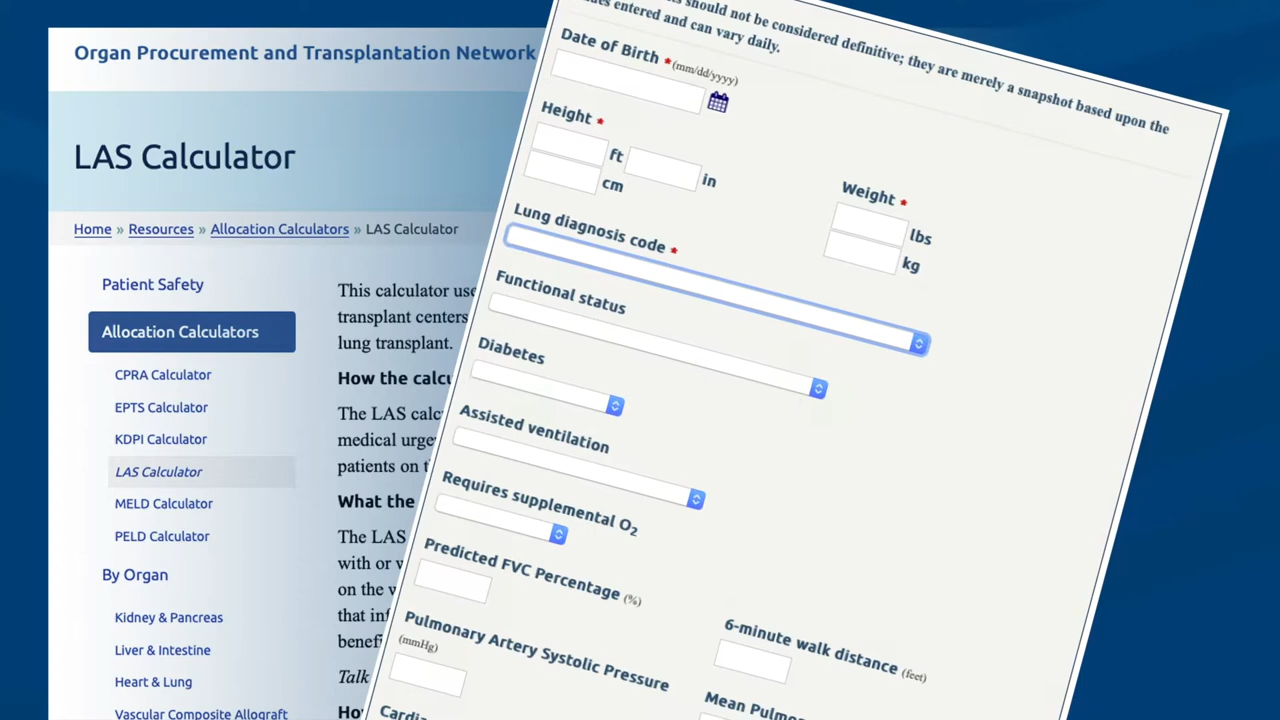 Organ Procurement and Transplantation Network
LAS Calculator
Home » Resources » Allocation Calculators » LAS Calculator
Patient Safety
Allocation Calculators
CPRA Calculator
EPTS Calculator
KDPI Calculator
LAS Calculator
MELD Calculator
PELD Calculator
By Organ
Kidney & Pancreas
Liver & Intestine
Heart & Lung
Vascular Composite Allograft
This calculator use
transplant centers
lung transplant.
How the calcu
The LAS calc
medical urge
patients on t
What the
The LAS
with or v
on the w
that inf
benefi
Talk
How
should not be considered definitive; they are merely a snapshot based upon the
entered and can vary daily.
Date of Birth * (mm/dd/yyyy)
Height *
ft
in
cm
Weight *
lbs
kg
Lung diagnosis code *
Functional status
Diabetes
Assisted ventilation
Requires supplemental O₂
Predicted FVC Percentage (%)
Pulmonary Artery Systolic Pressure
(mmHg)
6-minute walk distance (feet)
Mean Pulmo
Cardia